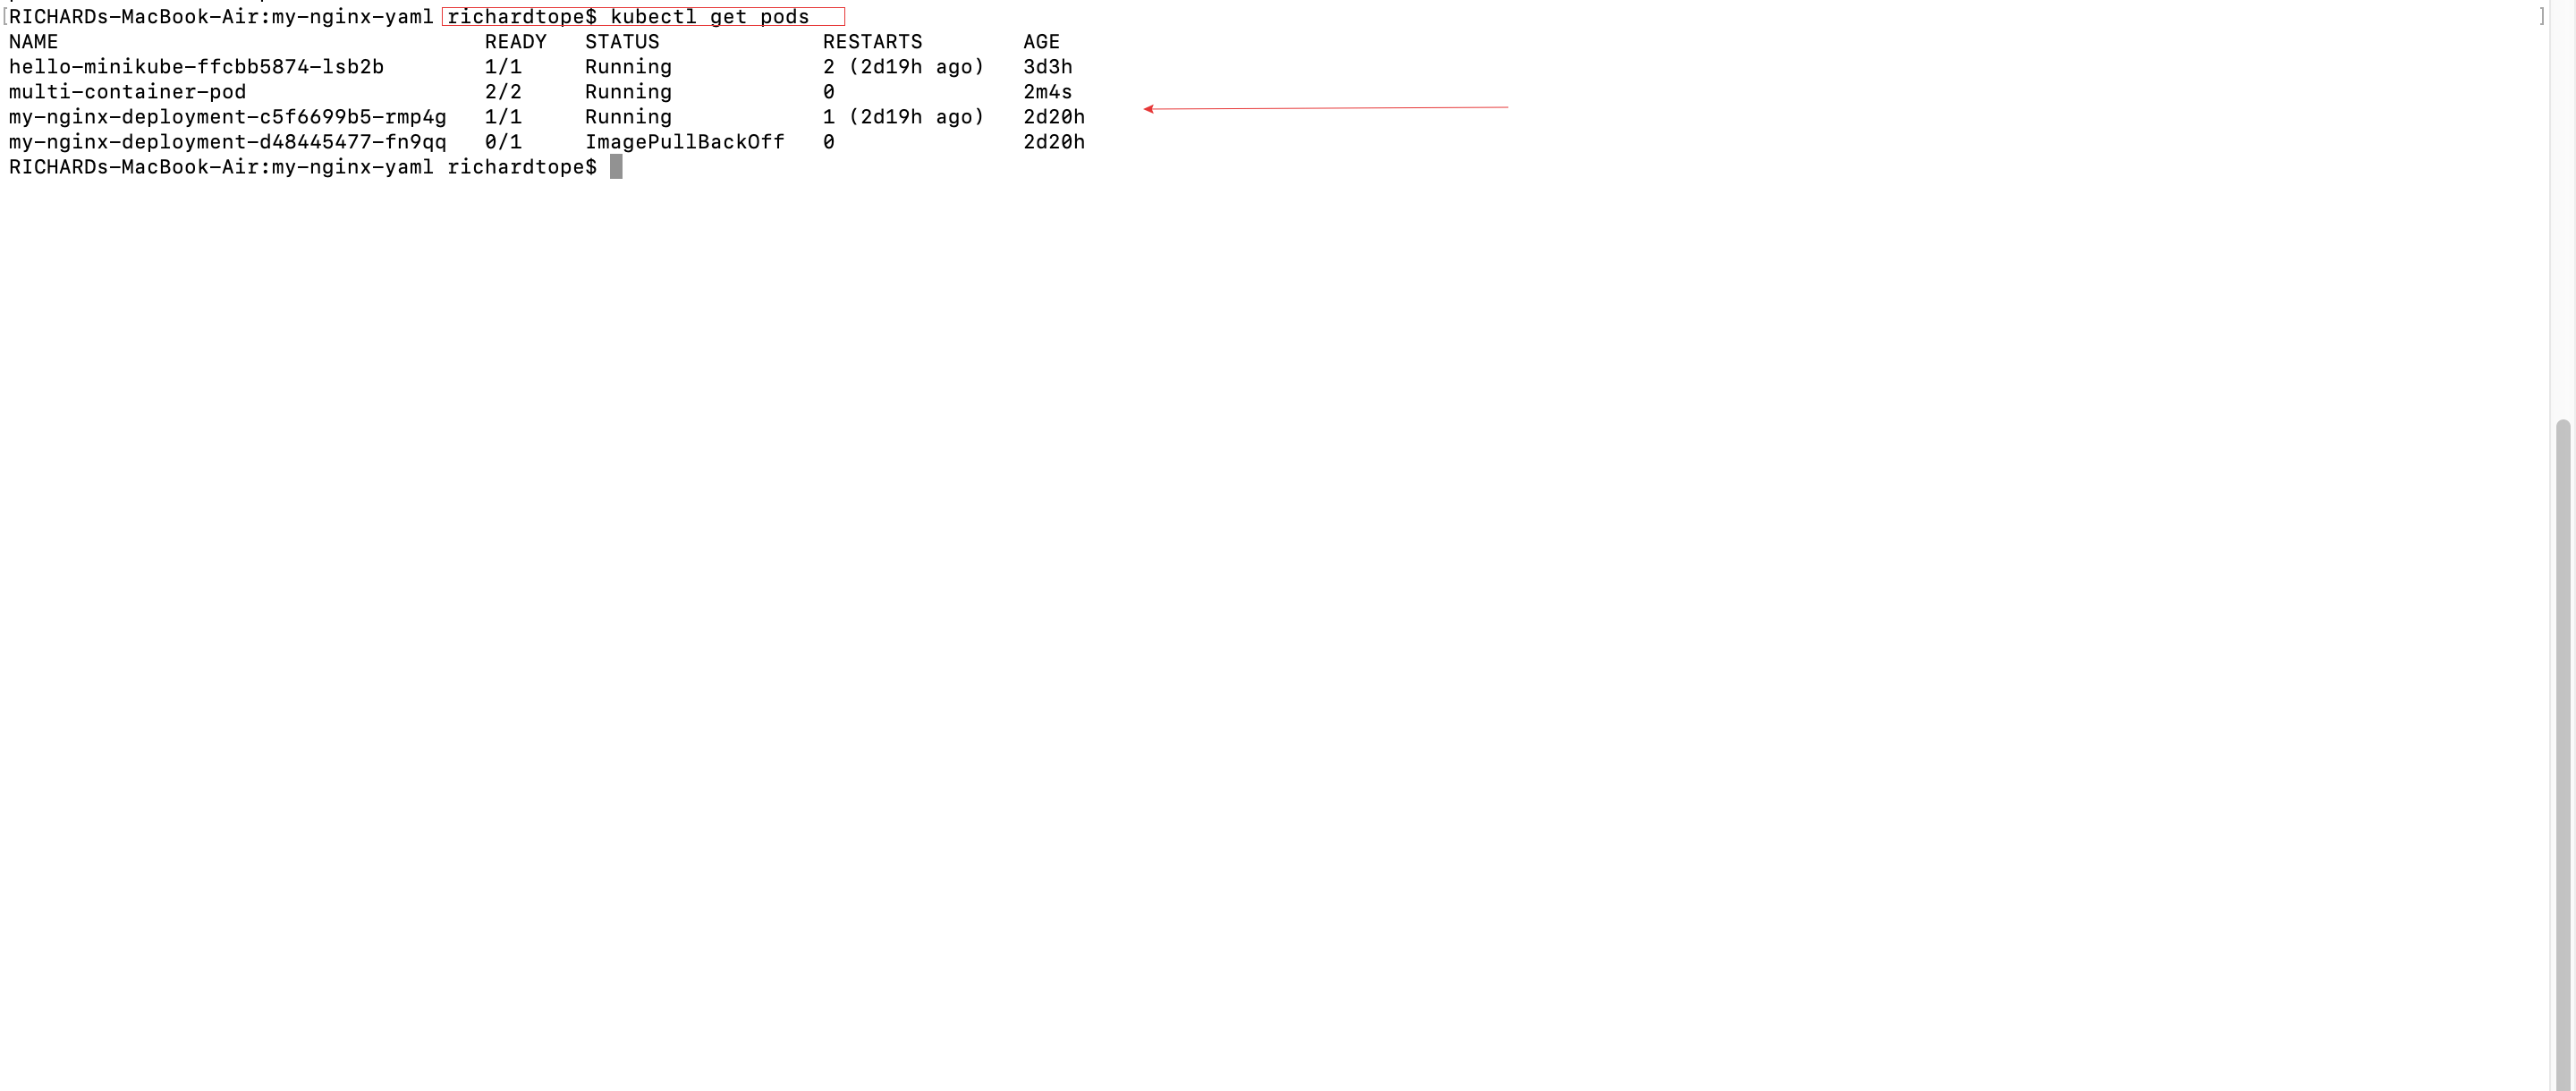 [RICHARDs-MacBook-Air:my-nginx-yaml richardtope$ kubectl get pods ]
NAME READY STATUS RESTARTS AGE
hello-minikube-ffcbb5874-lsb2b 1/1 Running 2 (2d19h ago) 3d3h
multi-container-pod 2/2 Running 0 2m4s
my-nginx-deployment-c5f6699b5-rmp4g 1/1 Running 1 (2d19h ago) 2d20h
my-nginx-deployment-d48445477-fn9qq 0/1 ImagePullBackOff 0 2d20h
RICHARDs-MacBook-Air:my-nginx-yaml richardtope$